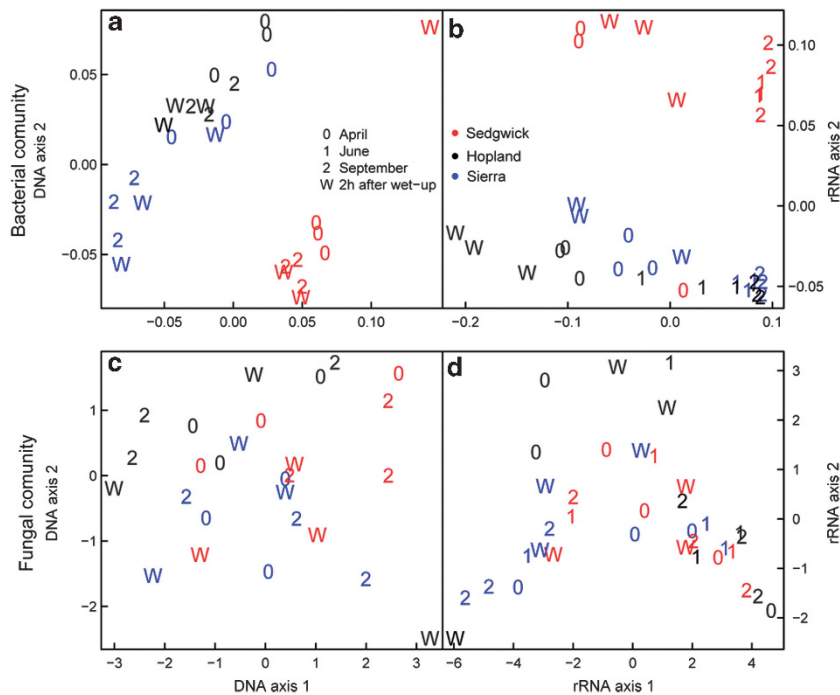 a
b
c
d
Bacterial comunity
DNA axis 2
0.05
0.00
−0.05
−0.05
0.00
0.05
0.10
0 April
1 June
2 September
W 2h after wet-up
Sedgwick
Hopland
Sierra
rRNA axis 2
0.10
0.05
0.00
−0.05
−0.2
−0.1
0.0
0.1
Fungal comunity
DNA axis 2
1
0
−1
−2
−3
−2
−1
0
1
2
3
DNA axis 1
rRNA axis 2
3
2
1
0
−1
−2
−6
−4
−2
0
2
4
rRNA axis 1